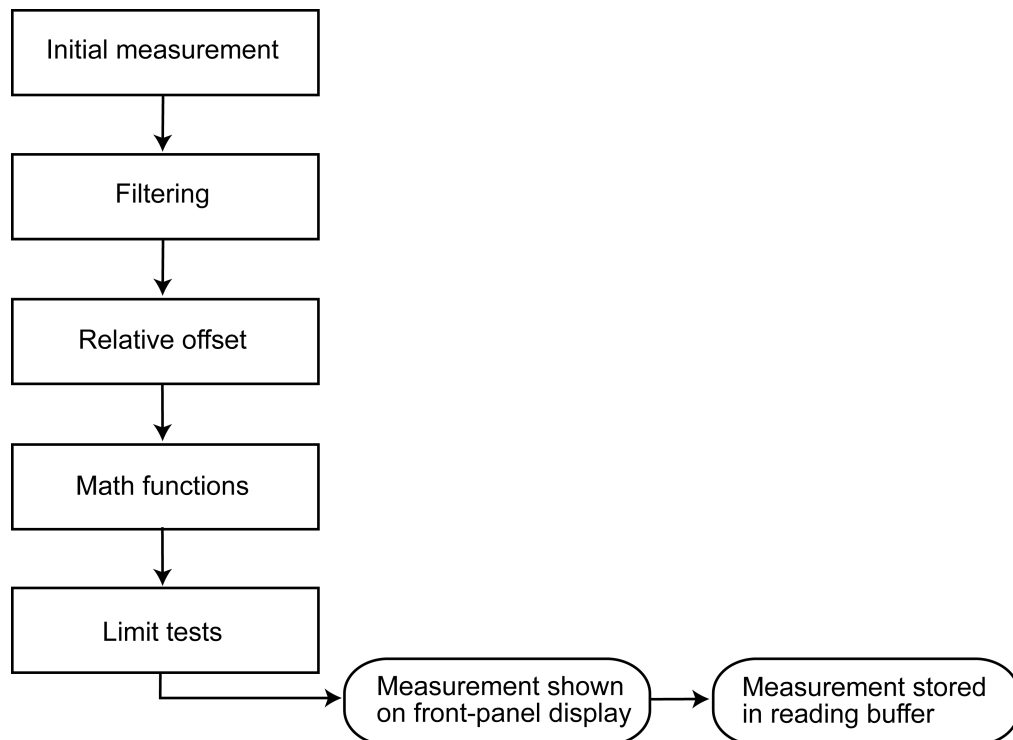 Initial measurement
Filtering
Relative offset
Math functions
Limit tests
Measurement shown
on front-panel display
Measurement stored
in reading buffer